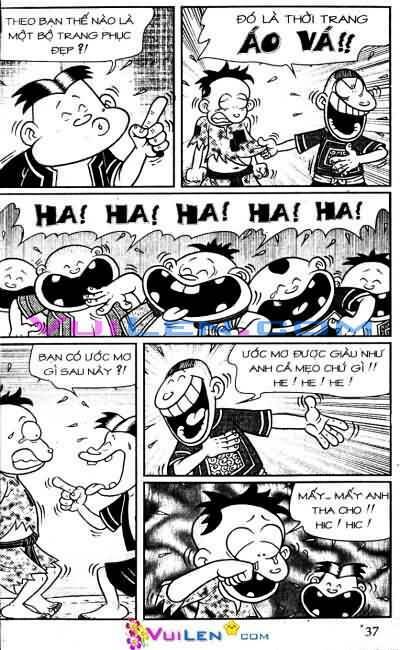 THEO BẠN THẾ NÀO LÀ
MỘT BỘ TRANG PHỤC
ĐẸP ?!
ĐÓ LÀ THỜI TRANG
ÁO VÁ!!
HA! HA! HA! HA! HA!
VUILEN.COM
BẠN CÓ ƯỚC MƠ
GÌ SAU NÀY ?!
ƯỚC MƠ ĐƯỢC GIÀU NHƯ
ANH CẢ MẸO CHỨ GÌ !!
HE ! HE ! HE !
MẤY.. MẤY ANH
THA CHO !!
HIC ! HIC !
37
VUILEN.COM